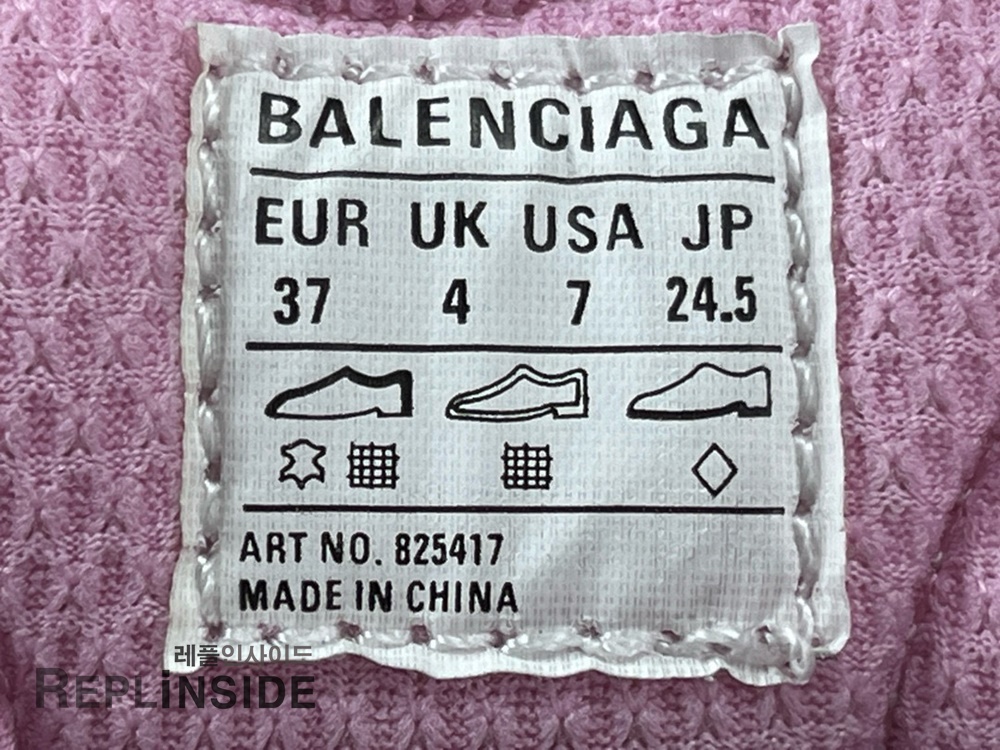 BALENCIAGA
EUR UK USA JP
37 4 7 24.5
ART NO. 825417
MADE IN CHINA
레플인사이드
REPLINSIDE